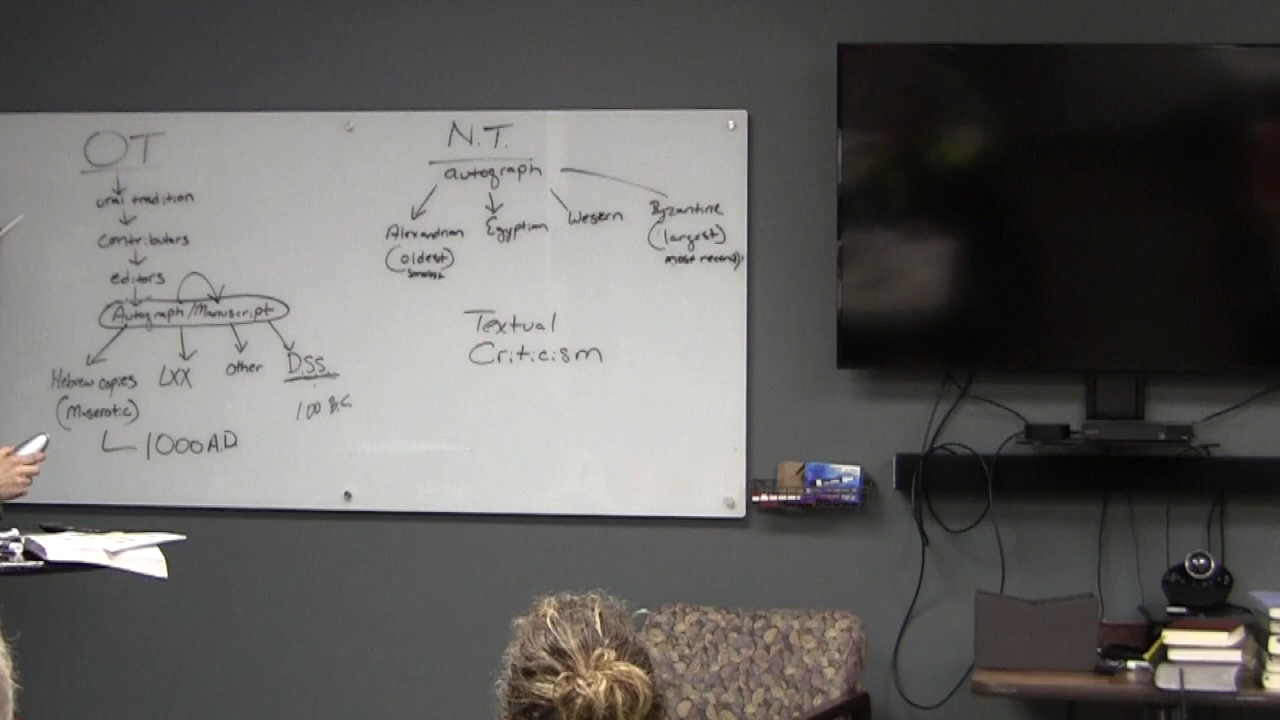 OT
oral tradition
contributers
editors
Autograph/Manuscript
Hebrew copies LXX other D.S.S.
(Maserotic) 100 B.C.
1000 A.D
N.T.
autograph
Alexandrian Egyptian Western Byzantine
(oldest) (largest)
smallest most recent)
Textual
Criticism